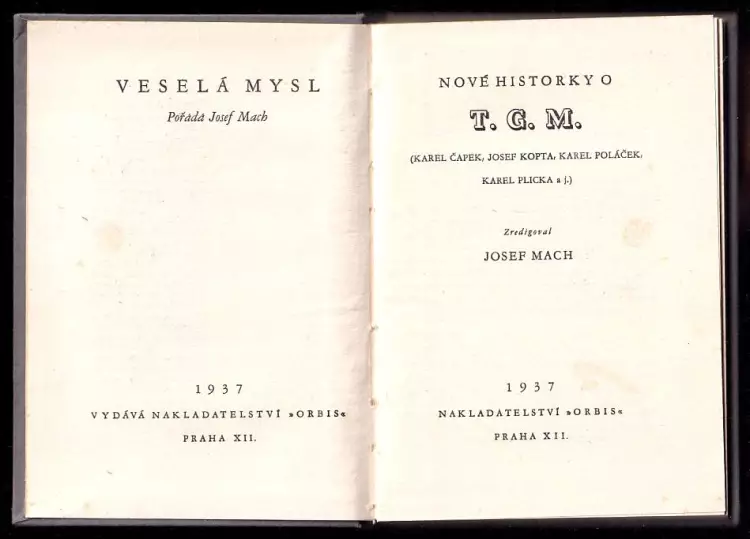 VESELÁ MYSL
Pořádá Josef Mach
1937
VYDÁVÁ NAKLADATELSTVÍ »ORBIS«
PRAHA XII.
NOVÉ HISTORKY O
T. G. M.
(KAREL ČAPEK, JOSEF KOPTA, KAREL POLÁČEK,
KAREL PLICKA a j.)
Zredigoval
JOSEF MACH
1937
NAKLADATELSTVÍ »ORBIS«
PRAHA XII.